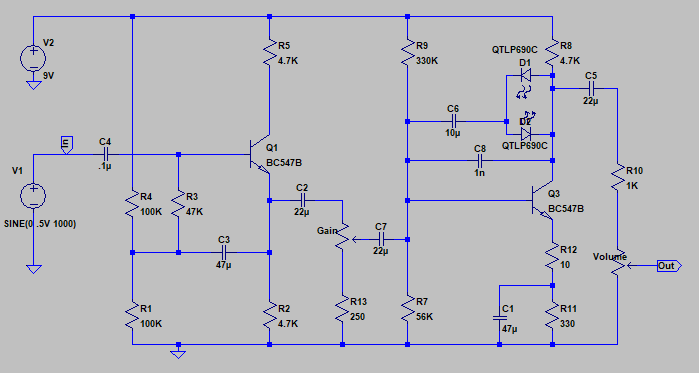 V2
9V
R5
4.7K
R9
330K
QTLP690C
D1
R8
4.7K
C5
22µ
C6
10µ
D2
QTLP690C
In
C4
.1µ
Q1
BC547B
C8
1n
V1
SINE(0 .5V 1000)
R4
100K
R3
47K
C2
22µ
Gain
C7
22µ
Q3
BC547B
R10
1K
C3
47µ
R12
10
Volume
Out
R1
100K
R2
4.7K
R13
250
R7
56K
C1
47µ
R11
330